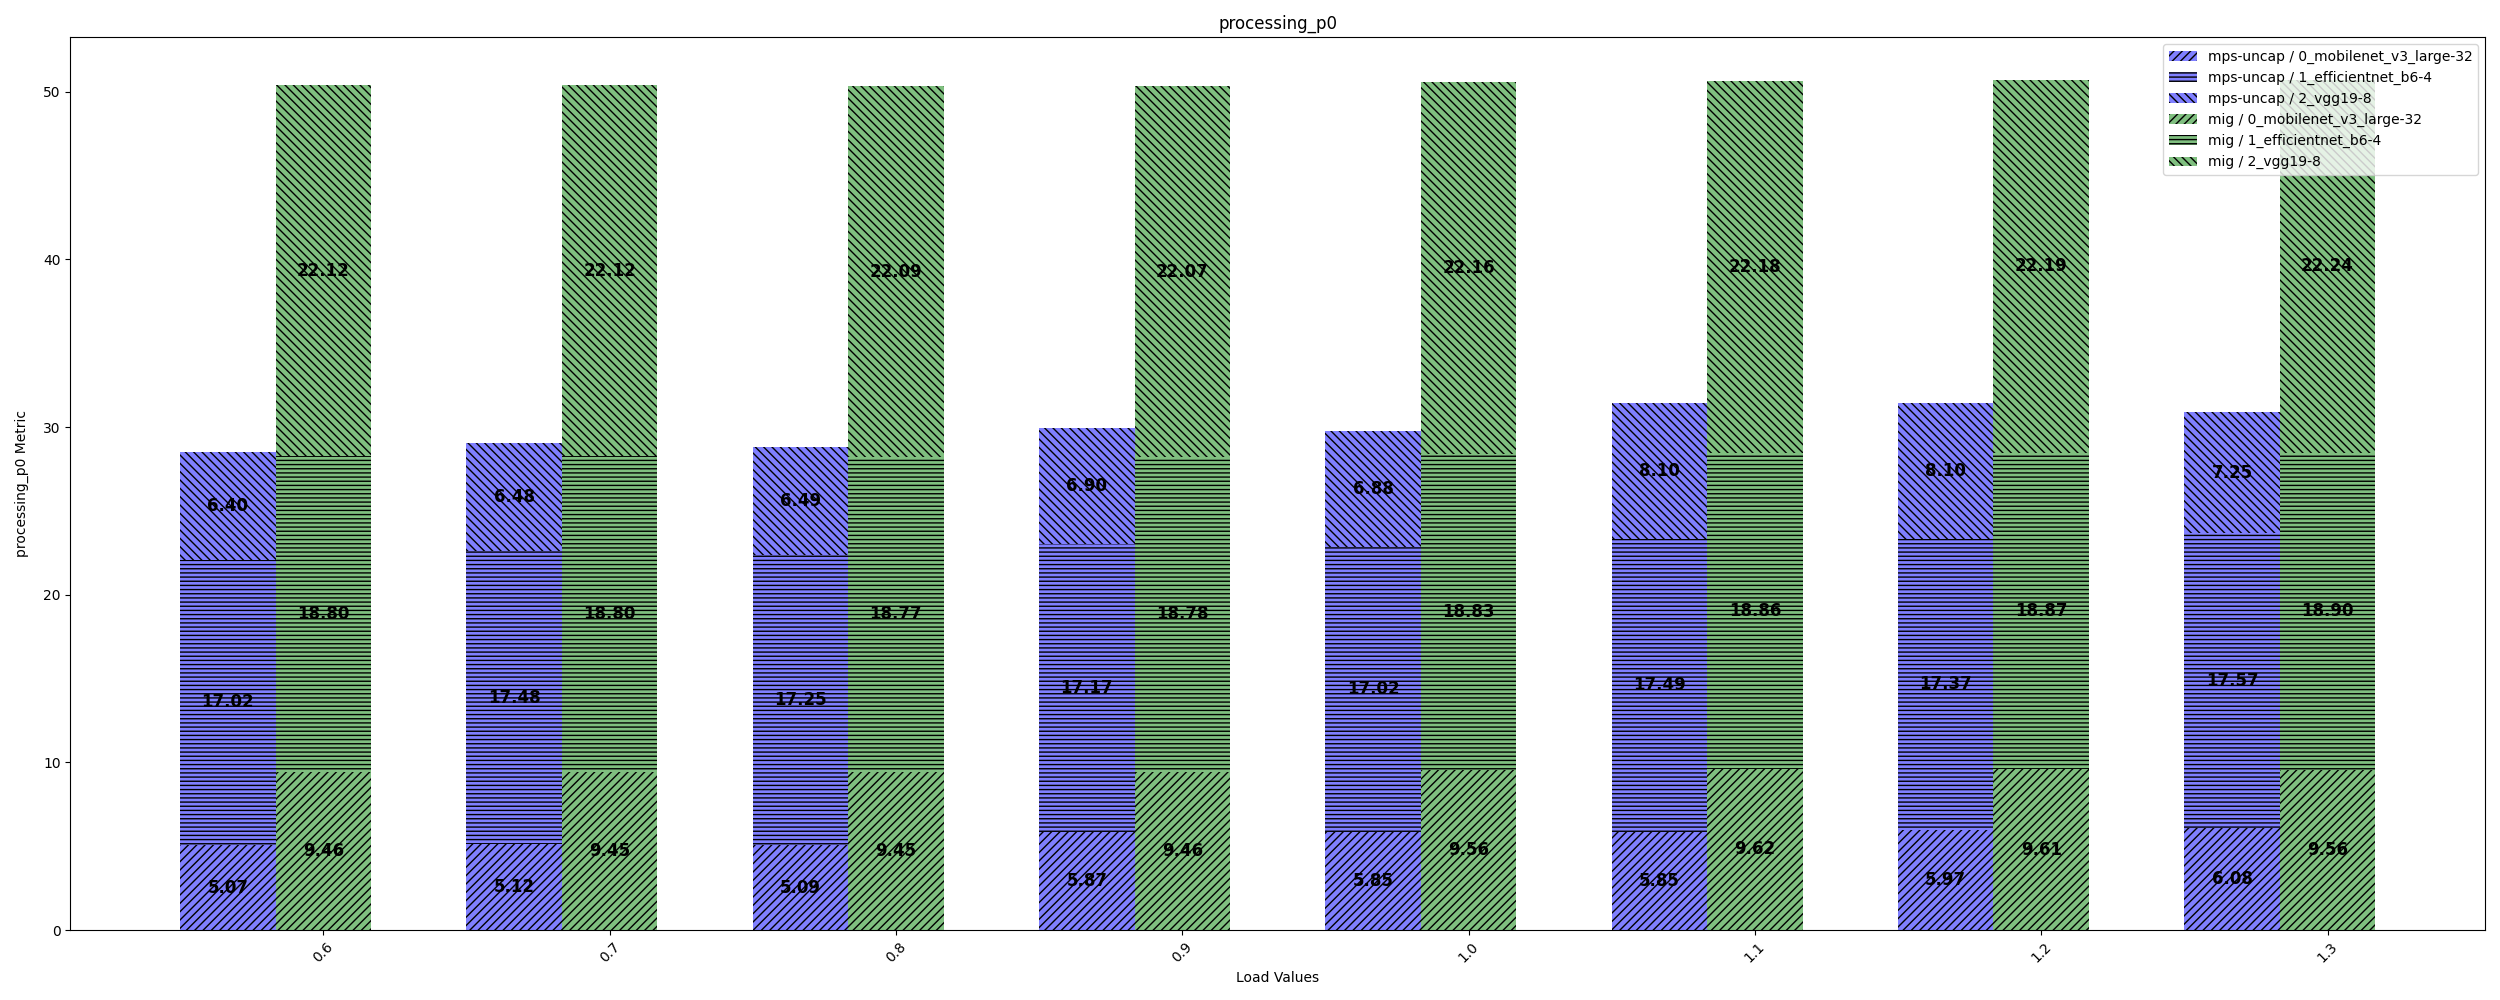 processing_p0
mps-uncap / 0_mobilenet_v3_large-32
mps-uncap / 1_efficientnet_b6-4
mps-uncap / 2_vgg19-8
mig / 0_mobilenet_v3_large-32
mig / 1_efficientnet_b6-4
mig / 2_vgg19-8
processing_p0 Metric
50
40
30
20
10
0
22.12 22.12 22.09 22.07 22.16 22.18 22.19 22.24
6.40 6.48 6.49 6.90 6.88 8.10 8.10 7.25
18.80 18.80 18.77 18.78 18.83 18.86 18.87 18.90
17.02 17.48 17.25 17.17 17.02 17.49 17.37 17.57
9.46 9.45 9.45 9.46 9.56 9.62 9.61 9.56
5.07 5.12 5.09 5.87 5.85 5.85 5.97 6.08
0.6 0.7 0.8 0.9 1.0 1.1 1.2 1.3
Load Values